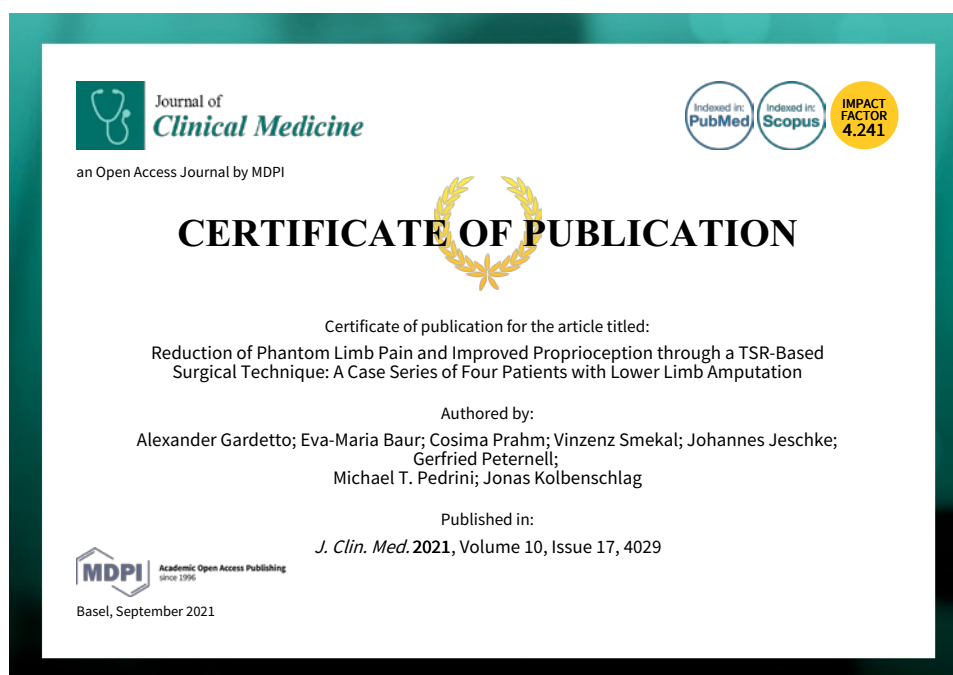 Journal of
Clinical Medicine
Indexed in:
PubMed
Indexed in:
Scopus
IMPACT
FACTOR
4.241
an Open Access Journal by MDPI
CERTIFICATE OF PUBLICATION
Certificate of publication for the article titled:
Reduction of Phantom Limb Pain and Improved Proprioception through a TSR-Based
Surgical Technique: A Case Series of Four Patients with Lower Limb Amputation
Authored by:
Alexander Gardetto; Eva-Maria Baur; Cosima Prahm; Vinzenz Smekal; Johannes Jeschke;
Gerfried Peternell;
Michael T. Pedrini; Jonas Kolbenschlag
Published in:
J. Clin. Med. 2021, Volume 10, Issue 17, 4029
MDPI
Academic Open Access Publishing
since 1996
Basel, September 2021